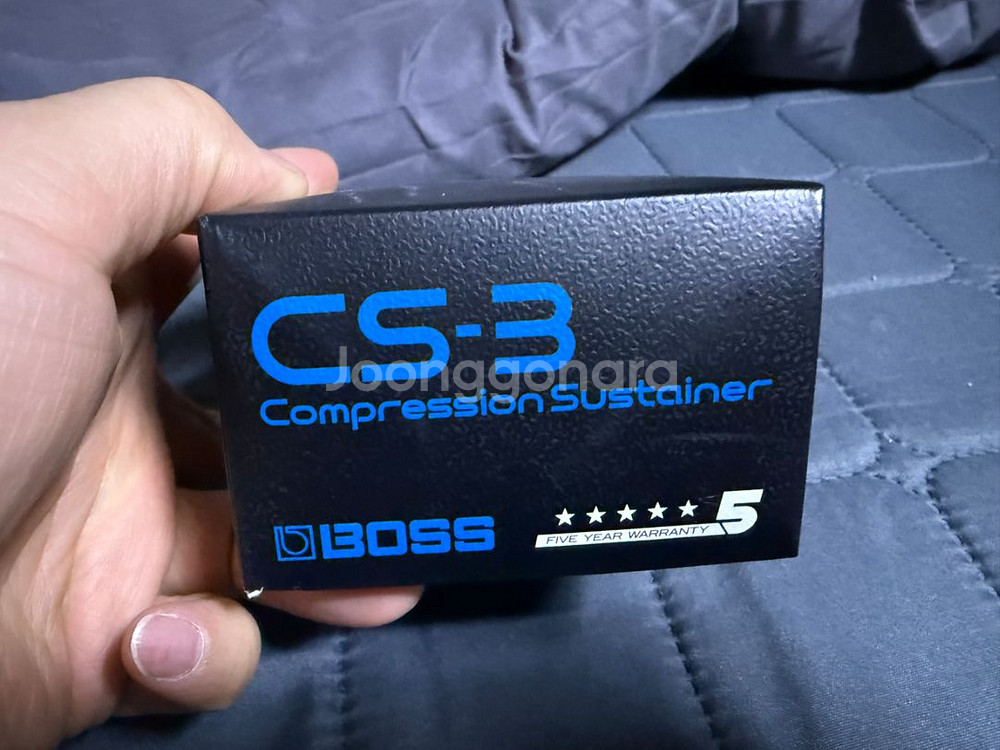 CS-3
Joonggonara
Compression Sustainer
BOSS
5
FIVE YEAR WARRANTY